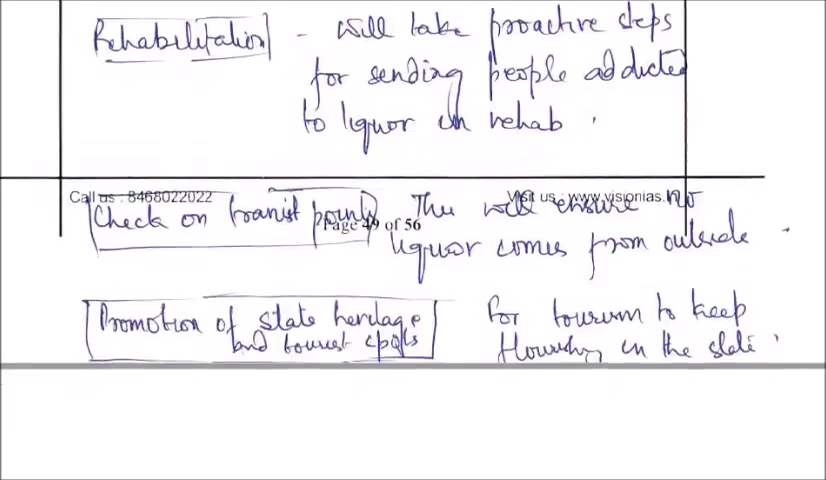 Rehabilitation - will take proactive steps
for sending people addicted
to liquor in rehab.
Call us : 8468022022 Visit us : www.visionias.
Check on transit points This will ensure no
Page 49 of 56
liquor comes from outside
Promotion of state heritage For tourism to keep
and tourist spots flourishing in the state.